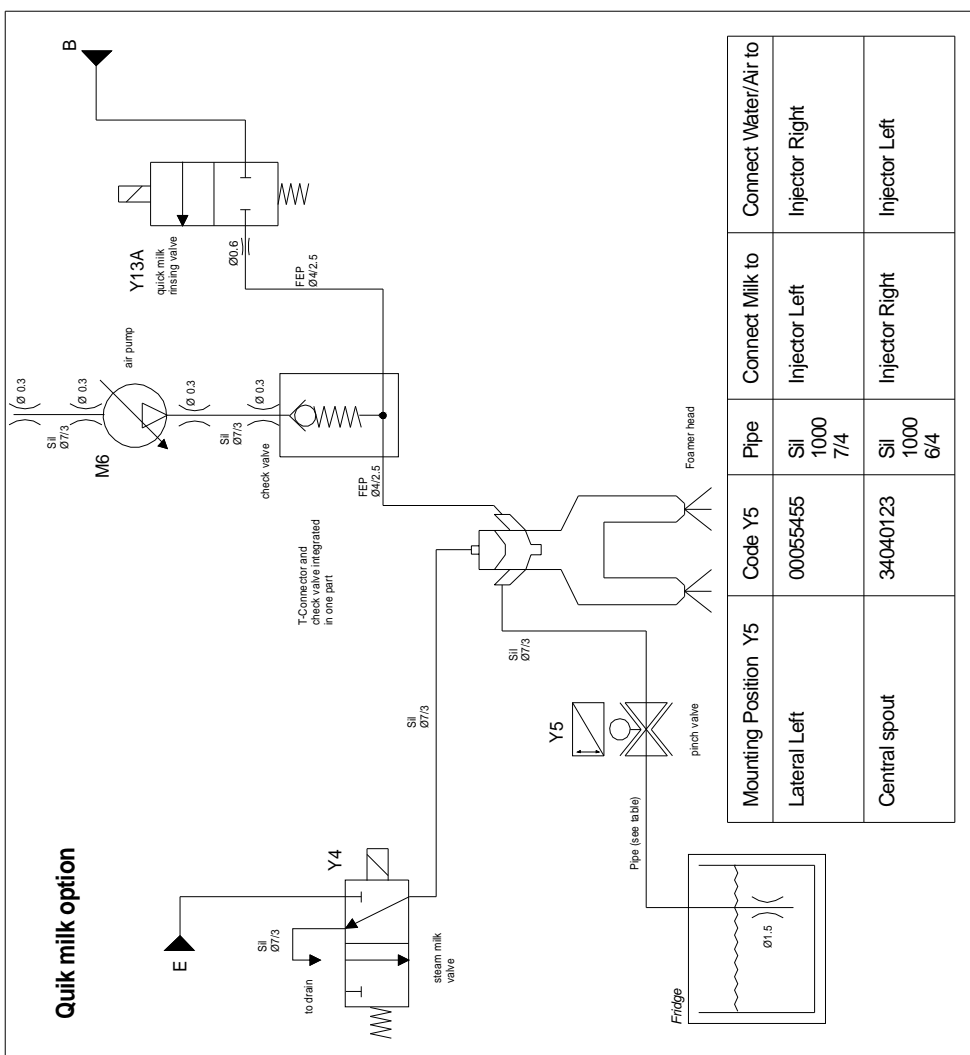 Quik milk option
E
Sil
Ø7/3
to drain
Y4
steam milk
valve
Sil
Ø7/3
T-Connector and
check valve integrated
in one part
Sil
Ø7/3
Ø 0.3
Ø 0.3
M6
air pump
Ø 0.3
Sil
Ø7/3
Ø 0.3
check valve
FEP
Ø4/2.5
B
Y13A
quick milk
rinsing valve
Ø0.6
FEP
Ø4/2.5
Foamer head
Sil
Ø7/3
Y5
pinch valve
Pipe (see table)
Fridge
Ø1.5
Mounting Position Y5 Code Y5 Pipe Connect Milk to Connect Water/Air to
Lateral Left 00055455 Sil 1000 7/4 Injector Left Injector Right
Central spout 34040123 Sil 1000 6/4 Injector Right Injector Left